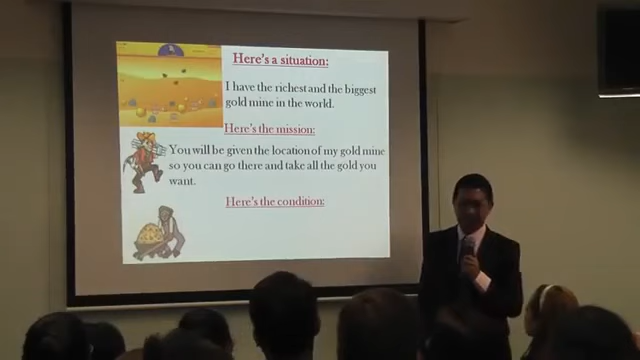 Here's a situation:
I have the richest and the biggest
gold mine in the world.
Here's the mission:
You will be given the location of my gold mine
so you can go there and take all the gold you
want.
Here's the condition: